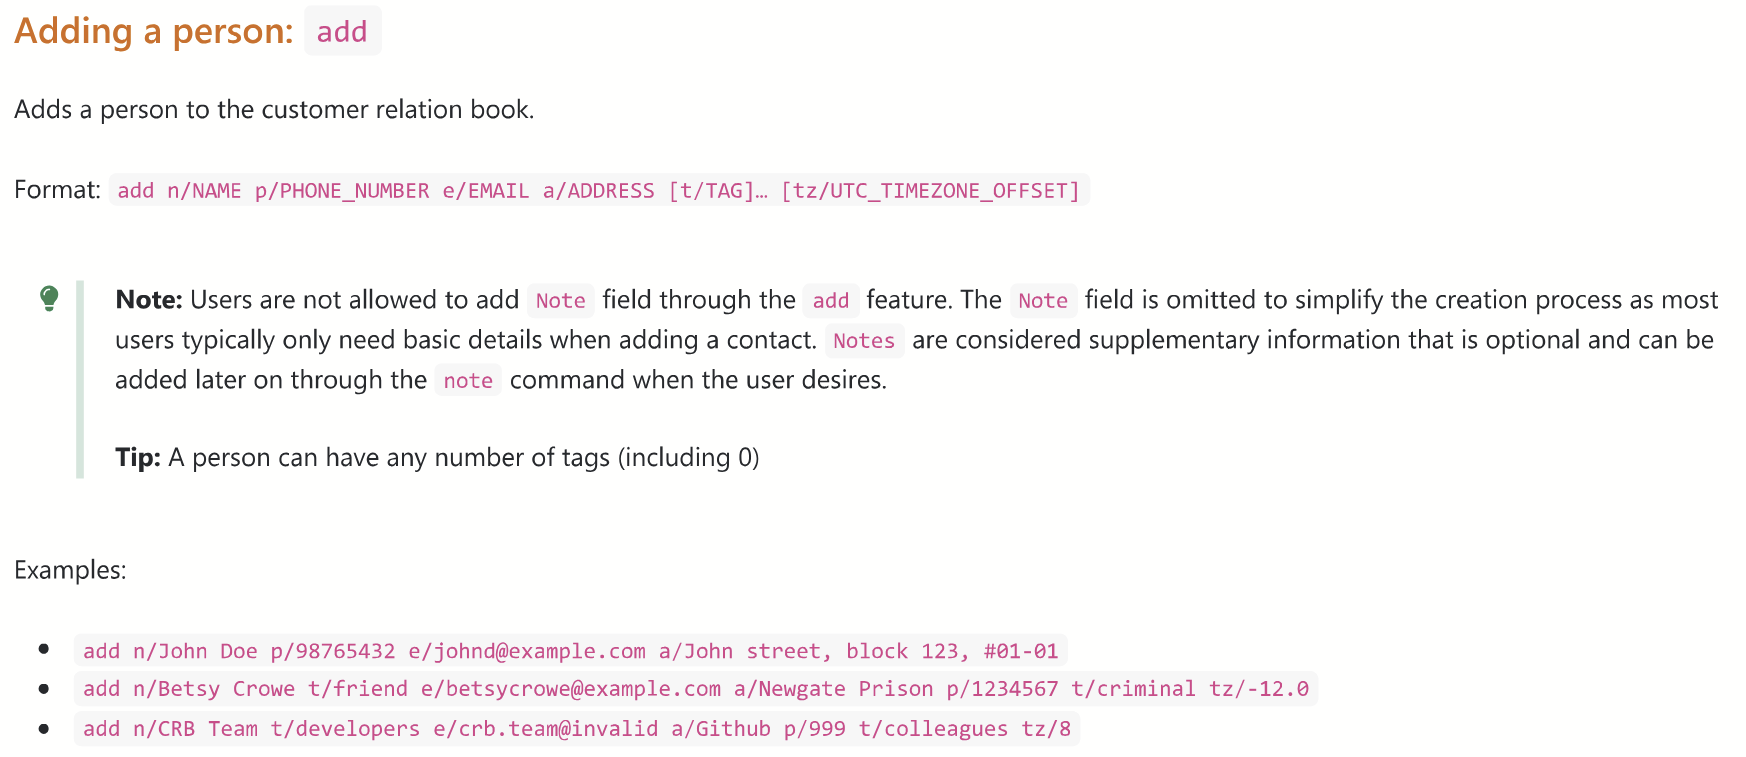 Adding a person: add
Adds a person to the customer relation book.
Format: add n/NAME p/PHONE_NUMBER e/EMAIL a/ADDRESS [t/TAG]… [tz/UTC_TIMEZONE_OFFSET]
Note: Users are not allowed to add Note field through the add feature. The Note field is omitted to simplify the creation process as most
users typically only need basic details when adding a contact. Notes are considered supplementary information that is optional and can be
added later on through the note command when the user desires.
Tip: A person can have any number of tags (including 0)
Examples:
• add n/John Doe p/98765432 e/johnd@example.com a/John street, block 123, #01-01
• add n/Betsy Crowe t/friend e/betsycrowe@example.com a/Newgate Prison p/1234567 t/criminal tz/-12.0
• add n/CRB Team t/developers e/crb.team@invalid a/Github p/999 t/colleagues tz/8